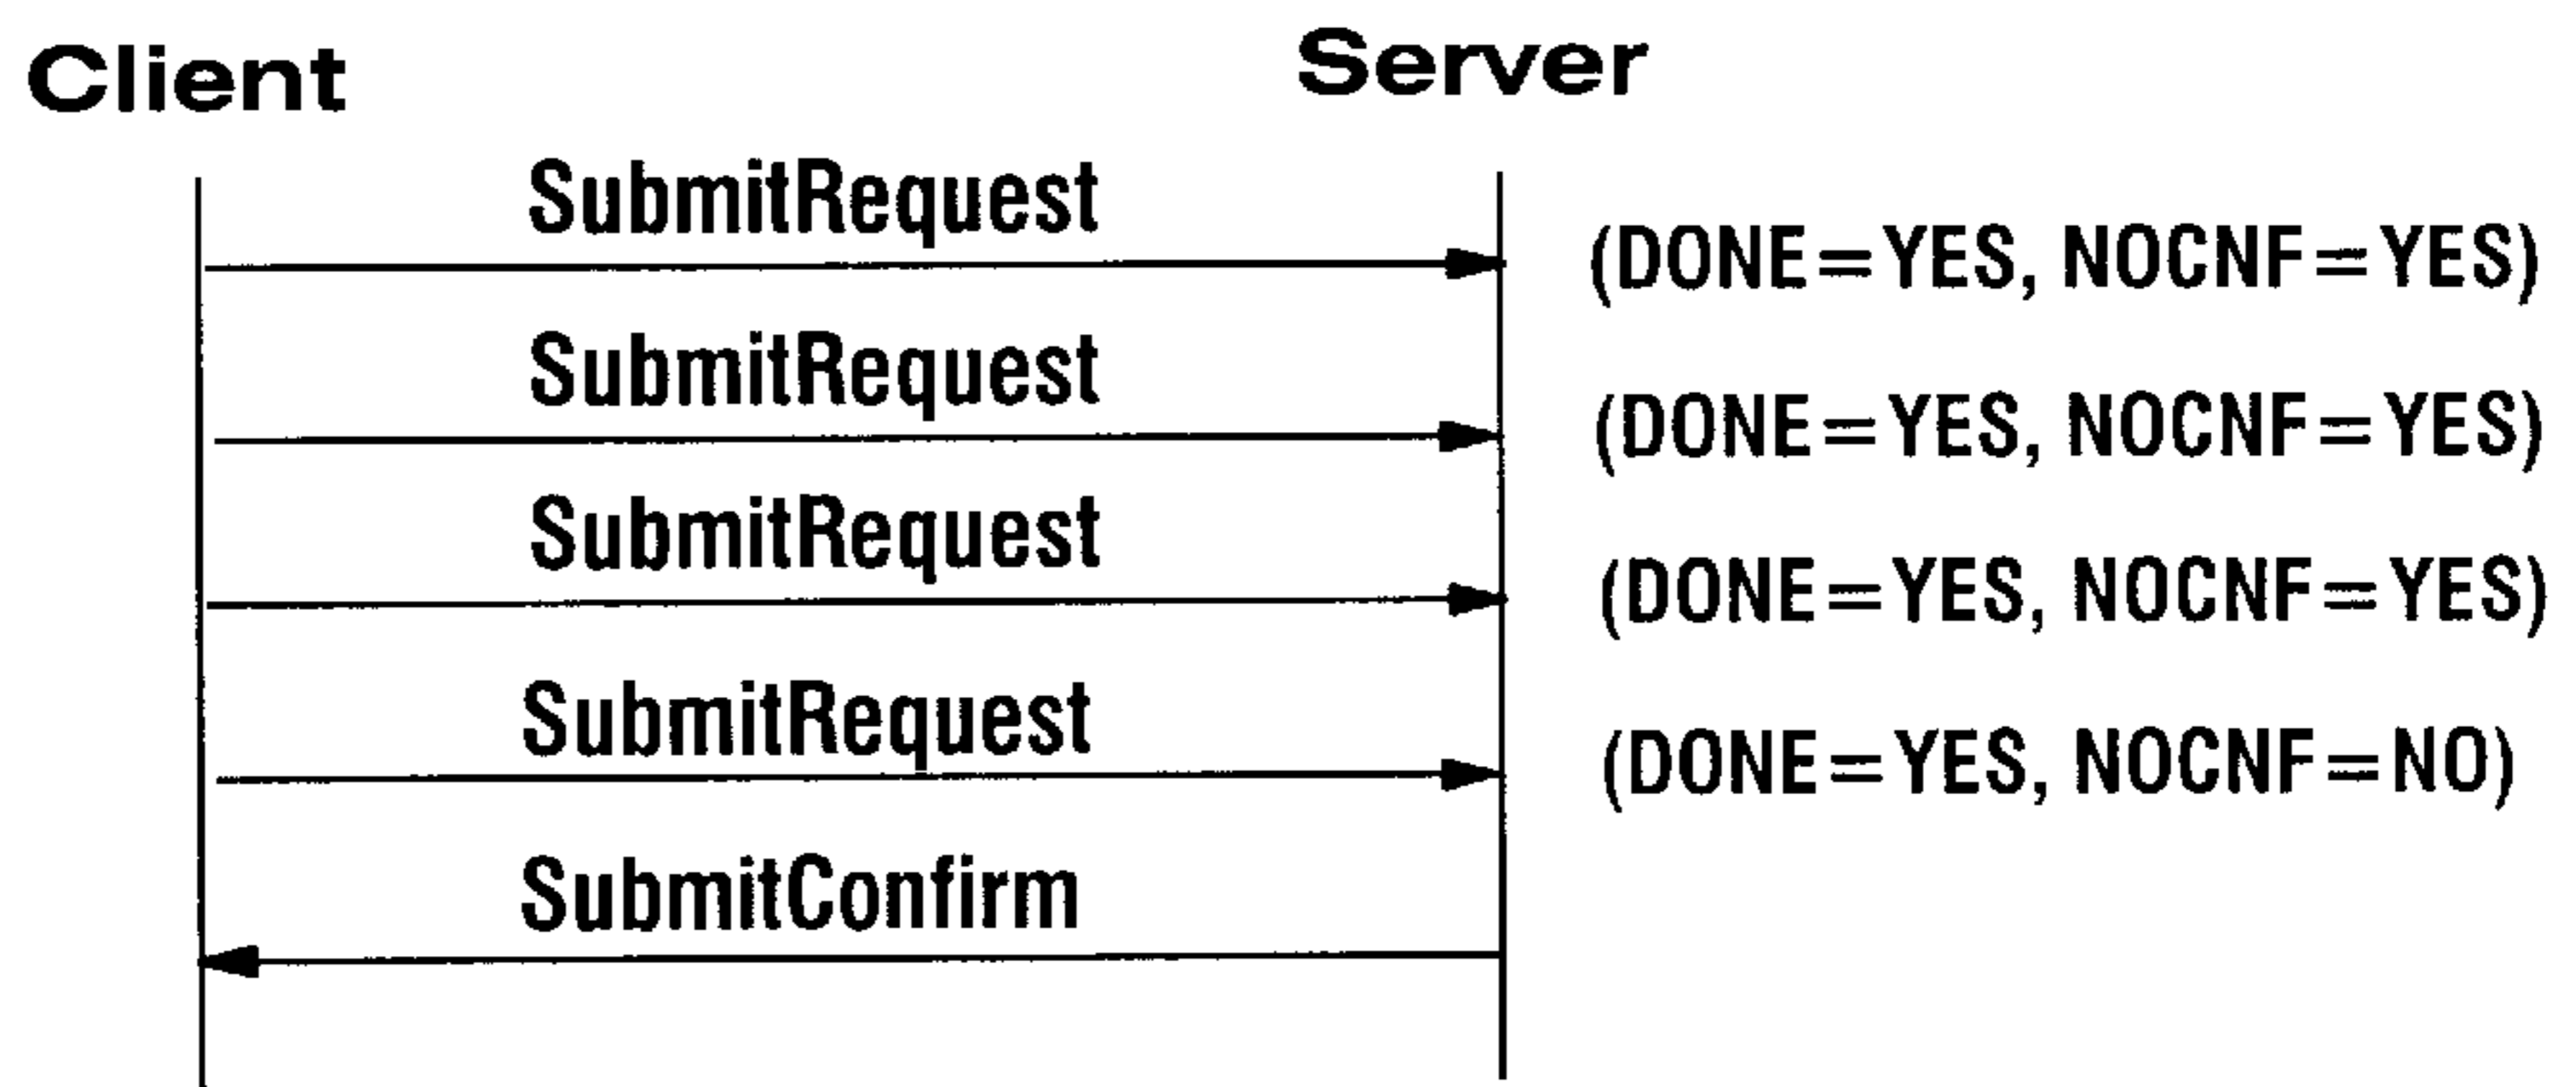 Client
Server
SubmitRequest
(DONE=YES, NOCNF=YES)
SubmitRequest
(DONE=YES, NOCNF=YES)
SubmitRequest
(DONE=YES, NOCNF=YES)
SubmitRequest
(DONE=YES, NOCNF=NO)
SubmitConfirm